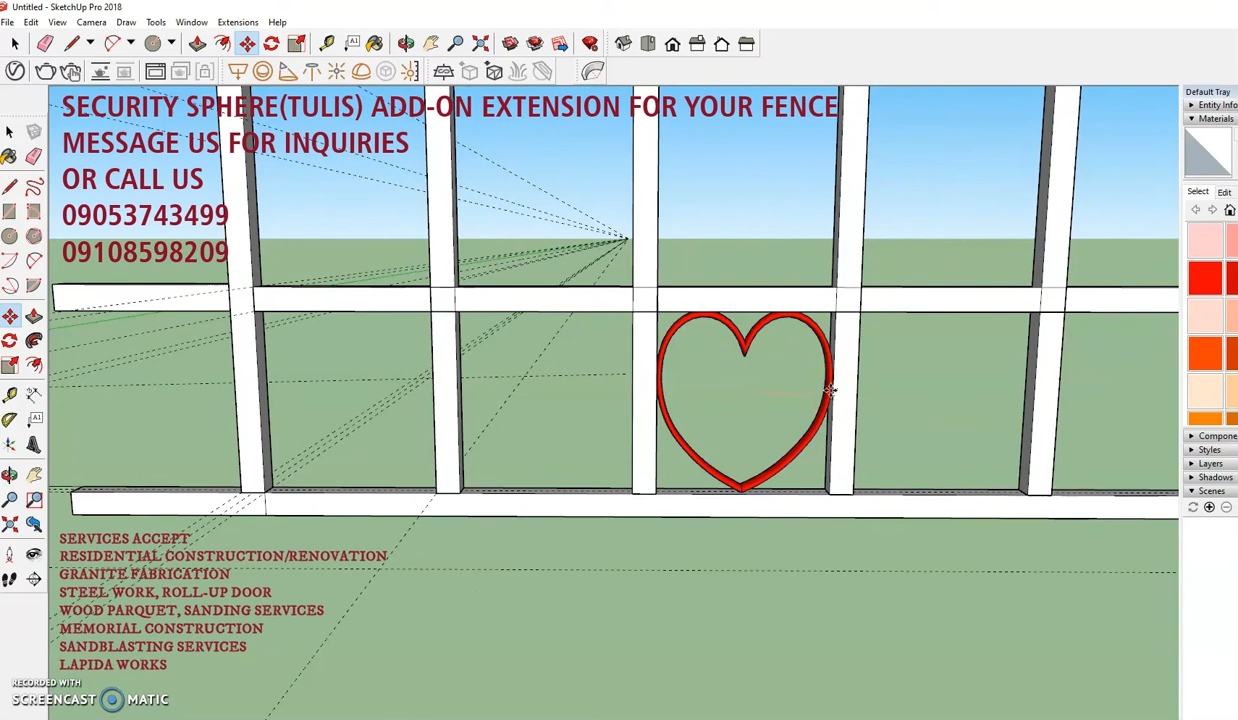 Untitled - SketchUp Pro 2018
File Edit View Camera Draw Tools Window Extensions Help
Default Tray
Entity Info
Materials
SECURITY SPHERE(TULIS) ADD-ON EXTENSION FOR YOUR FENCE
MESSAGE US FOR INQUIRIES
OR CALL US
09053743499
09108598209
Select Edit
Compone
Styles
Layers
Shadows
Scenes
SERVICES ACCEPT
RESIDENTIAL CONSTRUCTION/RENOVATION
GRANITE FABRICATION
STEEL WORK, ROLL-UP DOOR
WOOD PARQUET, SANDING SERVICES
MEMORIAL CONSTRUCTION
SANDBLASTING SERVICES
LAPIDA WORKS
RECORDED WITH
SCREENCAST MATIC